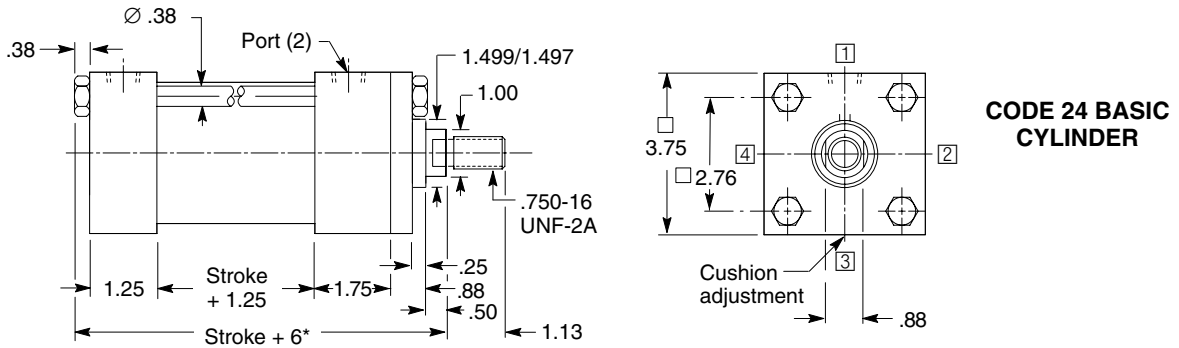 Ø .38
.38
Port (2)
1.499/1.497
1.00
.750-16
UNF-2A
.25
1.25
Stroke
+ 1.25
1.75
.88
.50
Stroke + 6*
1.13
1
3.75
2.76
4
2
3
Cushion
adjustment
.88
CODE 24 BASIC
CYLINDER